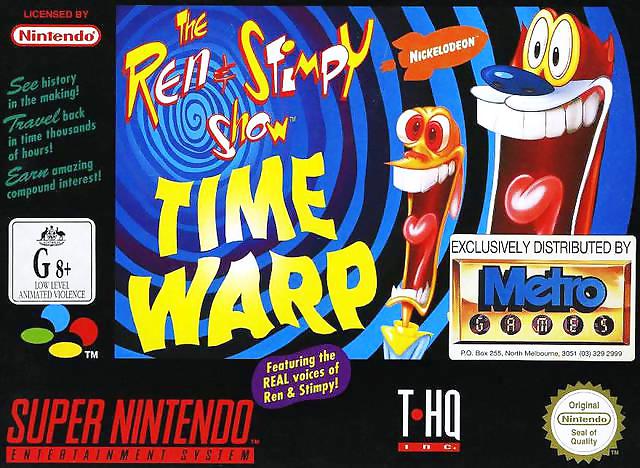 LICENSED BY
Nintendo
See history
in the making!
Travel back
in time thousands
of hours!
Earn amazing
compound interest!
The
Ren & Stimpy
Show™
NICKELODEON
TIME
WARP
G 8+
LOW LEVEL
ANIMATED VIOLENCE
TM
EXCLUSIVELY DISTRIBUTED BY
Metro
GAMES
P.O. Box 255, North Melbourne, 3051 (03) 329 2999
Featuring the
REAL voices of
Ren & Stimpy!
SUPER NINTENDO™
ENTERTAINMENT SYSTEM
T•HQ
INC.
Original
Nintendo
Seal of
Quality